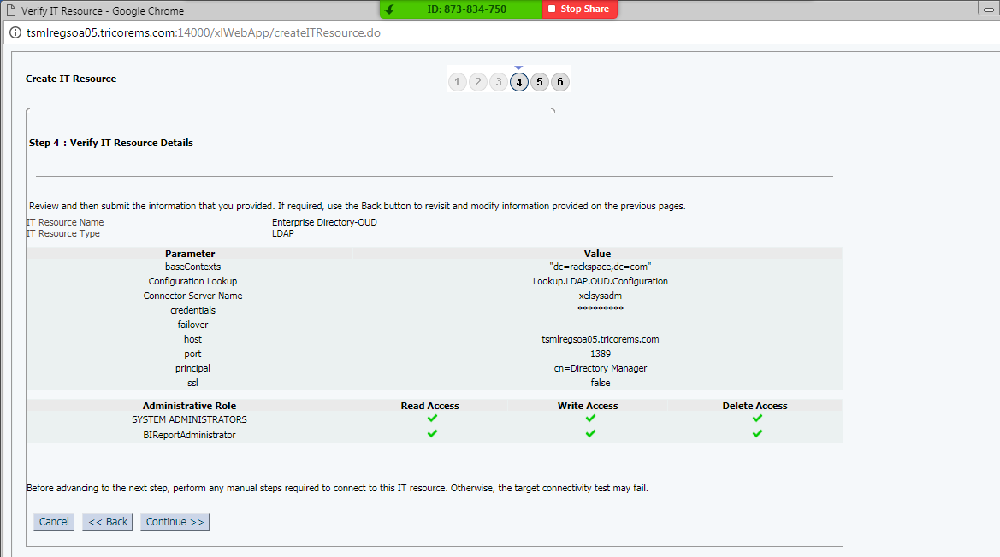 Verify IT Resource - Google Chrome
ID: 873-834-750
Stop Share
tsmlregsoa05.tricorems.com:14000/xlWebApp/createITResource.do
Create IT Resource
1 2 3 4 5 6
Step 4 : Verify IT Resource Details
Review and then submit the information that you provided. If required, use the Back button to revisit and modify information provided on the previous pages.
IT Resource Name Enterprise Directory-OUD
IT Resource Type LDAP
Parameter Value
baseContexts "dc=rackspace,dc=com"
Configuration Lookup Lookup.LDAP.OUD.Configuration
Connector Server Name xelsysadm
credentials *********
failover
host tsmlregsoa05.tricorems.com
port 1389
principal cn=Directory Manager
ssl false
Administrative Role Read Access Write Access Delete Access
SYSTEM ADMINISTRATORS
BIReportAdministrator
Before advancing to the next step, perform any manual steps required to connect to this IT resource. Otherwise, the target connectivity test may fail.
Cancel << Back Continue >>